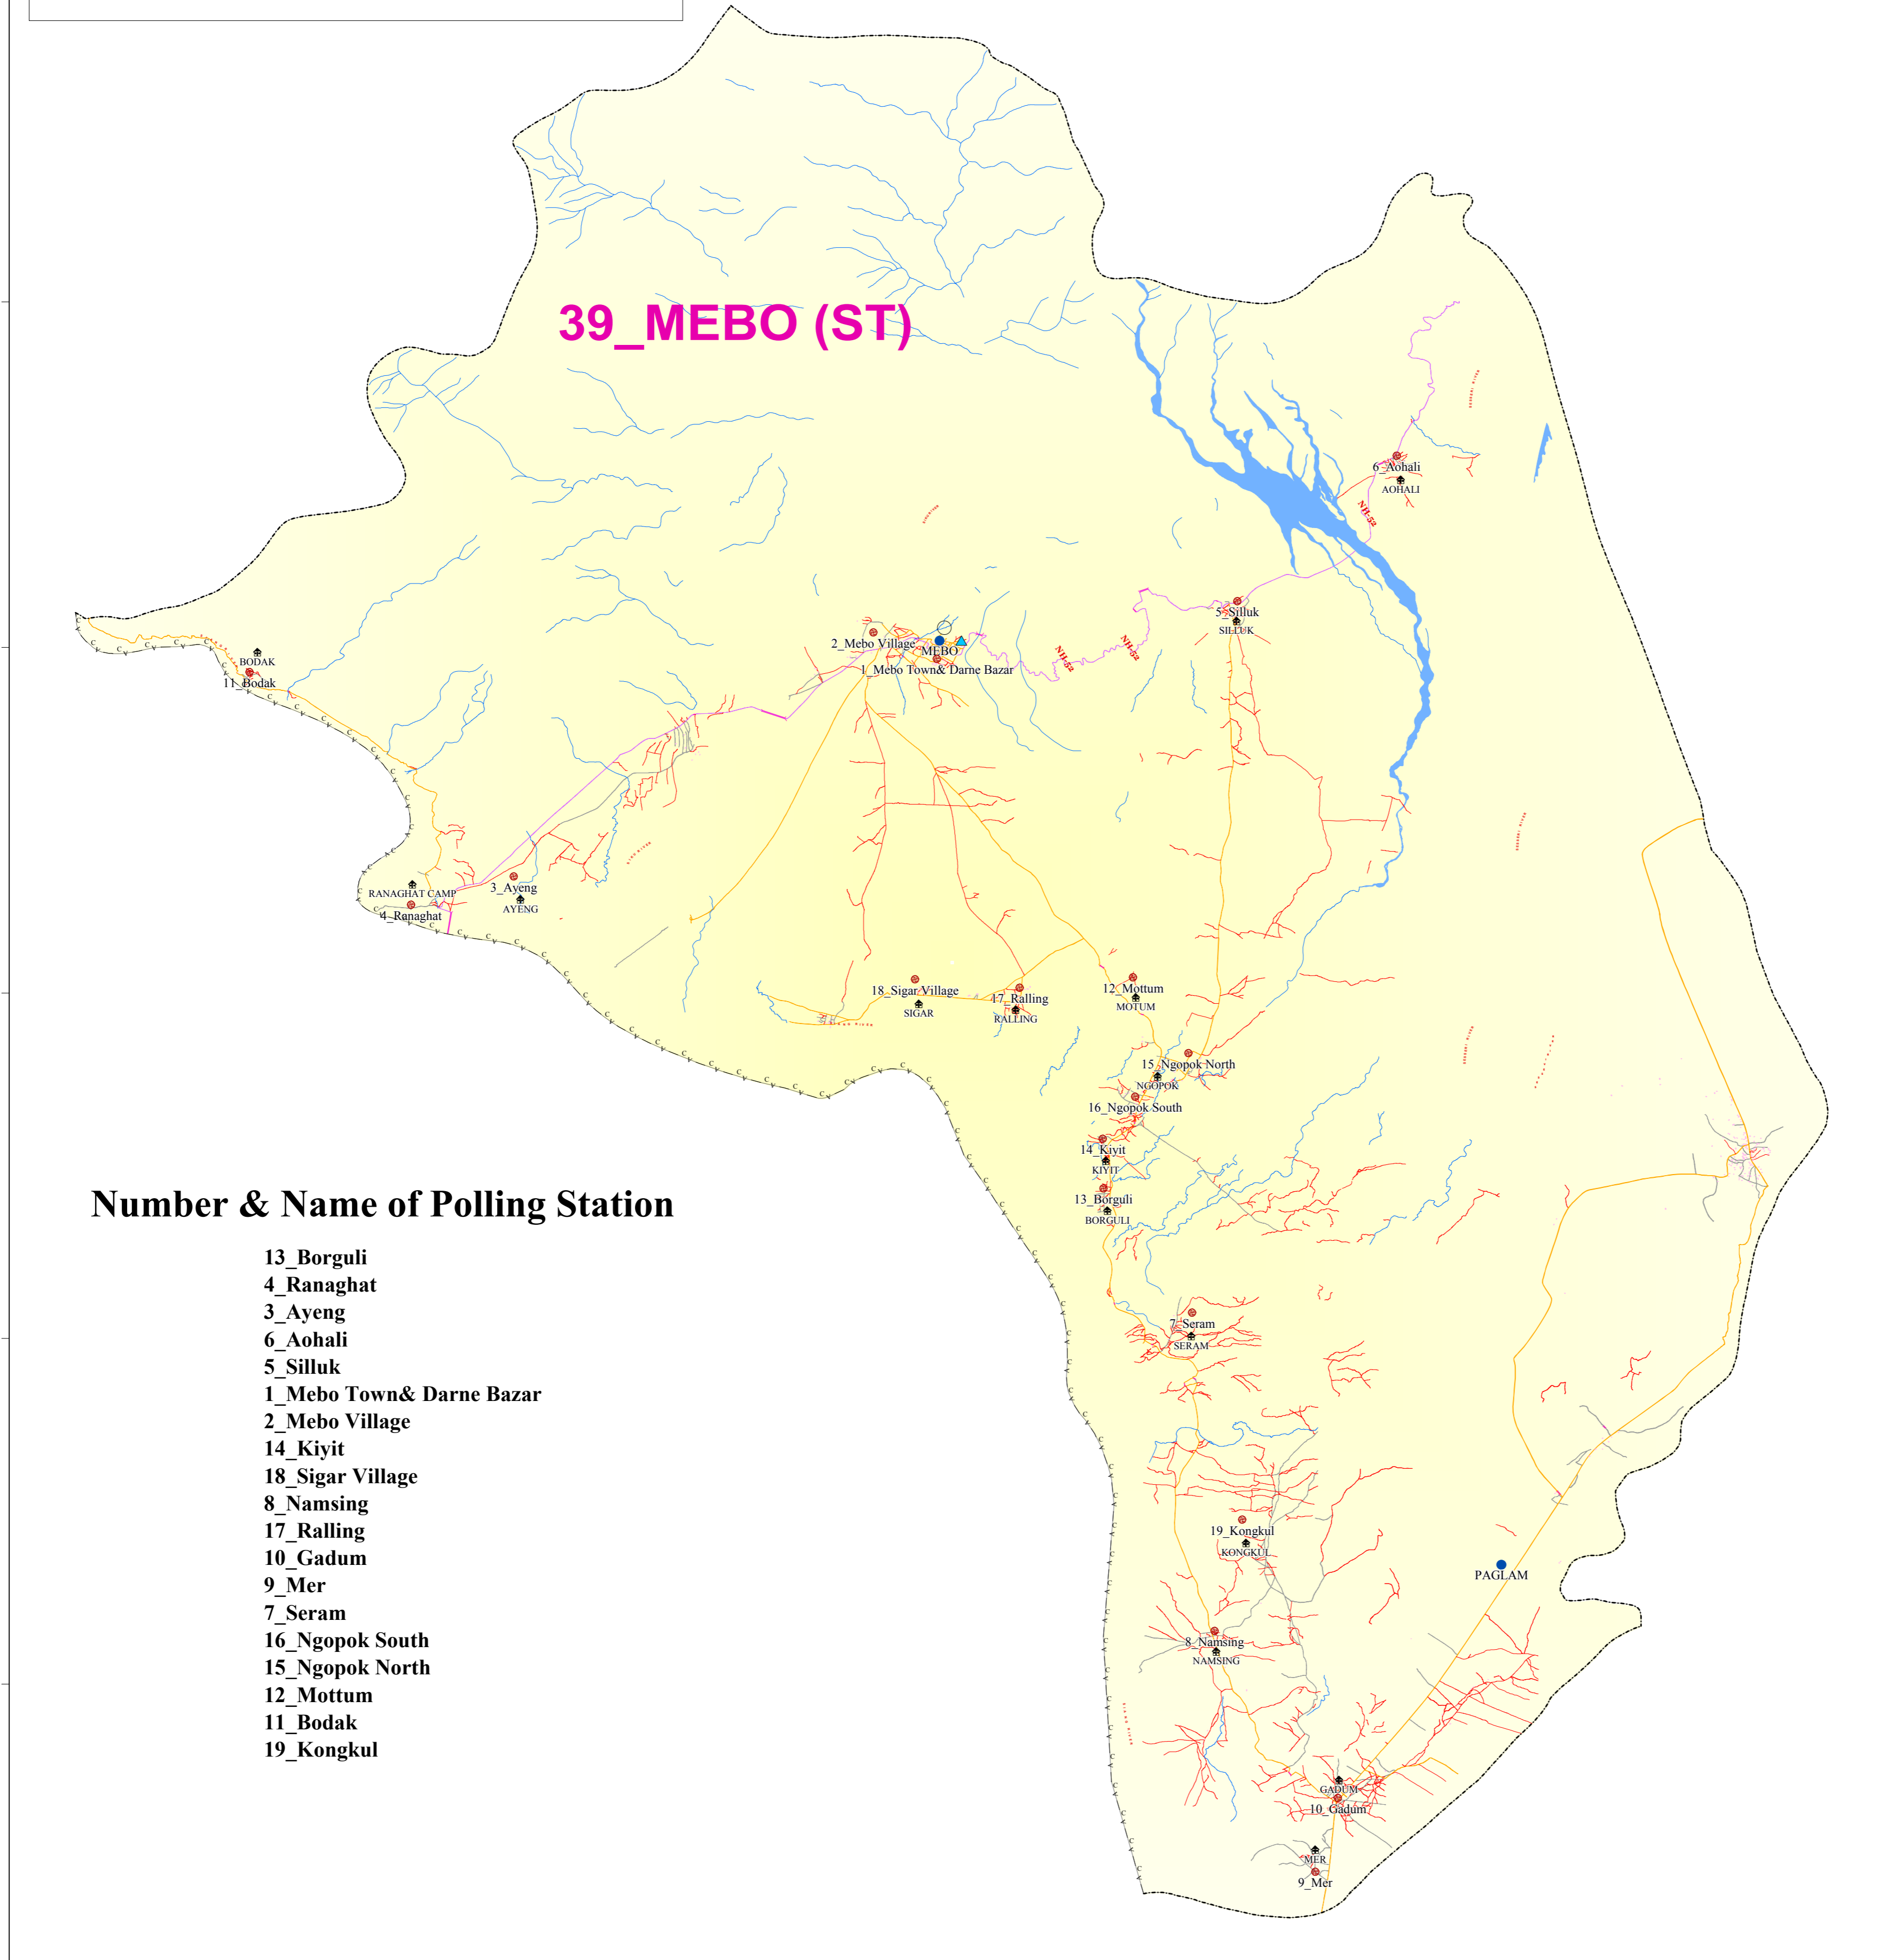 39_MEBO (ST)
6_Aohali
AOHALI
NH-52
5_Silluk
SILLUK
2_Mebo Village
MEBO
1_Mebo Town& Darne Bazar
NH-52
NH-52
BODAK
11_Bodak
RANAGHAT CAMP
4_Ranaghat
3_Ayeng
AYENG
18_Sigar Village
SIGAR
17_Ralling
RALLING
12_Mottum
MOTUM
15_Ngopok North
NGOPOK
16_Ngopok South
14_Kiyit
KIYIT
13_Borguli
BORGULI
7_Seram
SERAM
19_Kongkul
KONGKUL
PAGLAM
8_Namsing
NAMSING
GADUM
10_Gadum
MER
9_Mer
Number & Name of Polling Station
13_Borguli
4_Ranaghat
3_Ayeng
6_Aohali
5_Silluk
1_Mebo Town& Darne Bazar
2_Mebo Village
14_Kiyit
18_Sigar Village
8_Namsing
17_Ralling
10_Gadum
9_Mer
7_Seram
16_Ngopok South
15_Ngopok North
12_Mottum
11_Bodak
19_Kongkul